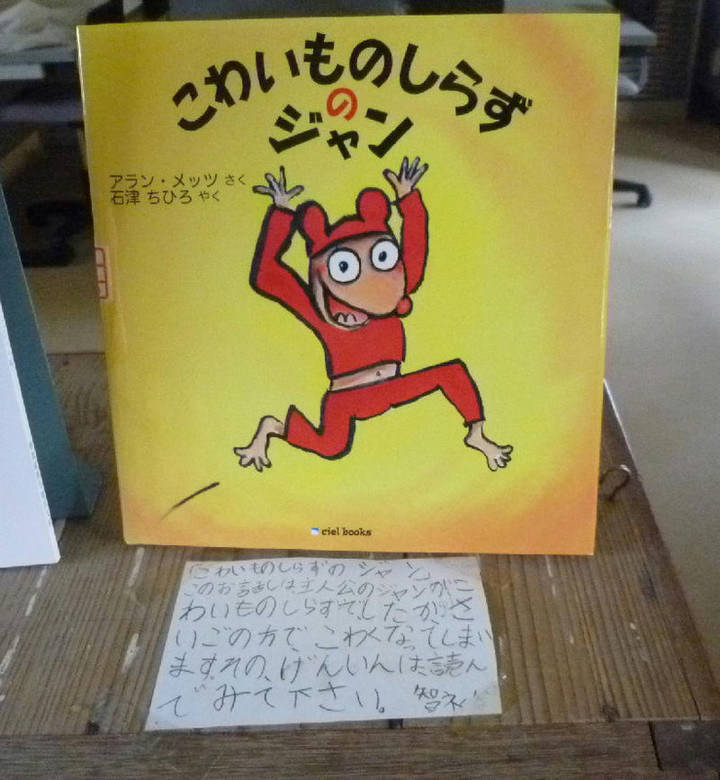 こわいものしらず
の
ジャン
アラン・メッツ さく
石津 ちひろ やく
ciel books
「こわいものしらずの ジャン」
このお話しは主人公のジャンがこ
わいものしらずでしたが、さ
いごの方で、こわくなってしまい
ます。その、げんいんは、読ん
でみて下さい。 智